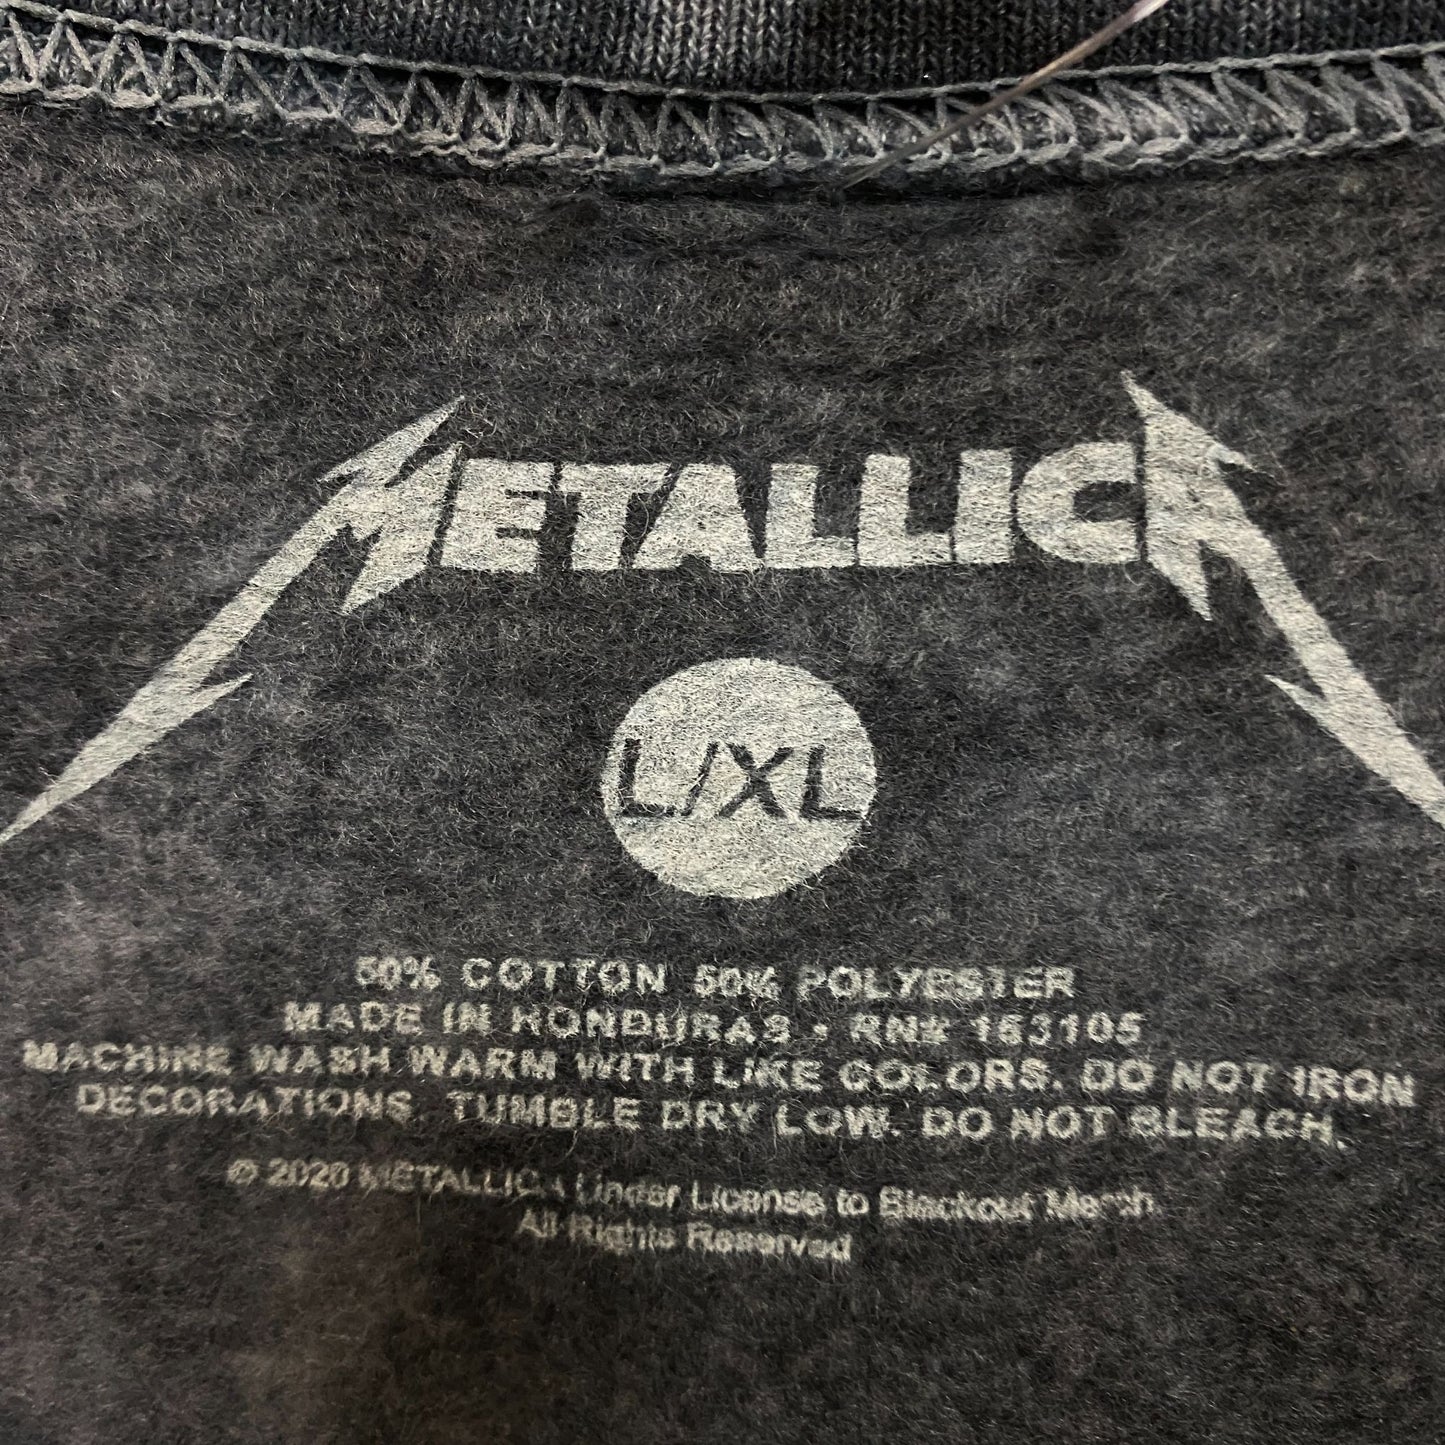 METALLICA
L/XL
50% COTTON 50% POLYESTER
MADE IN HONDURAS • RN# 153105
MACHINE WASH WARM WITH LIKE COLORS. DO NOT IRON
DECORATIONS. TUMBLE DRY LOW. DO NOT BLEACH.
© 2020 METALLICA Under License to Blackout Merch.
All Rights Reserved